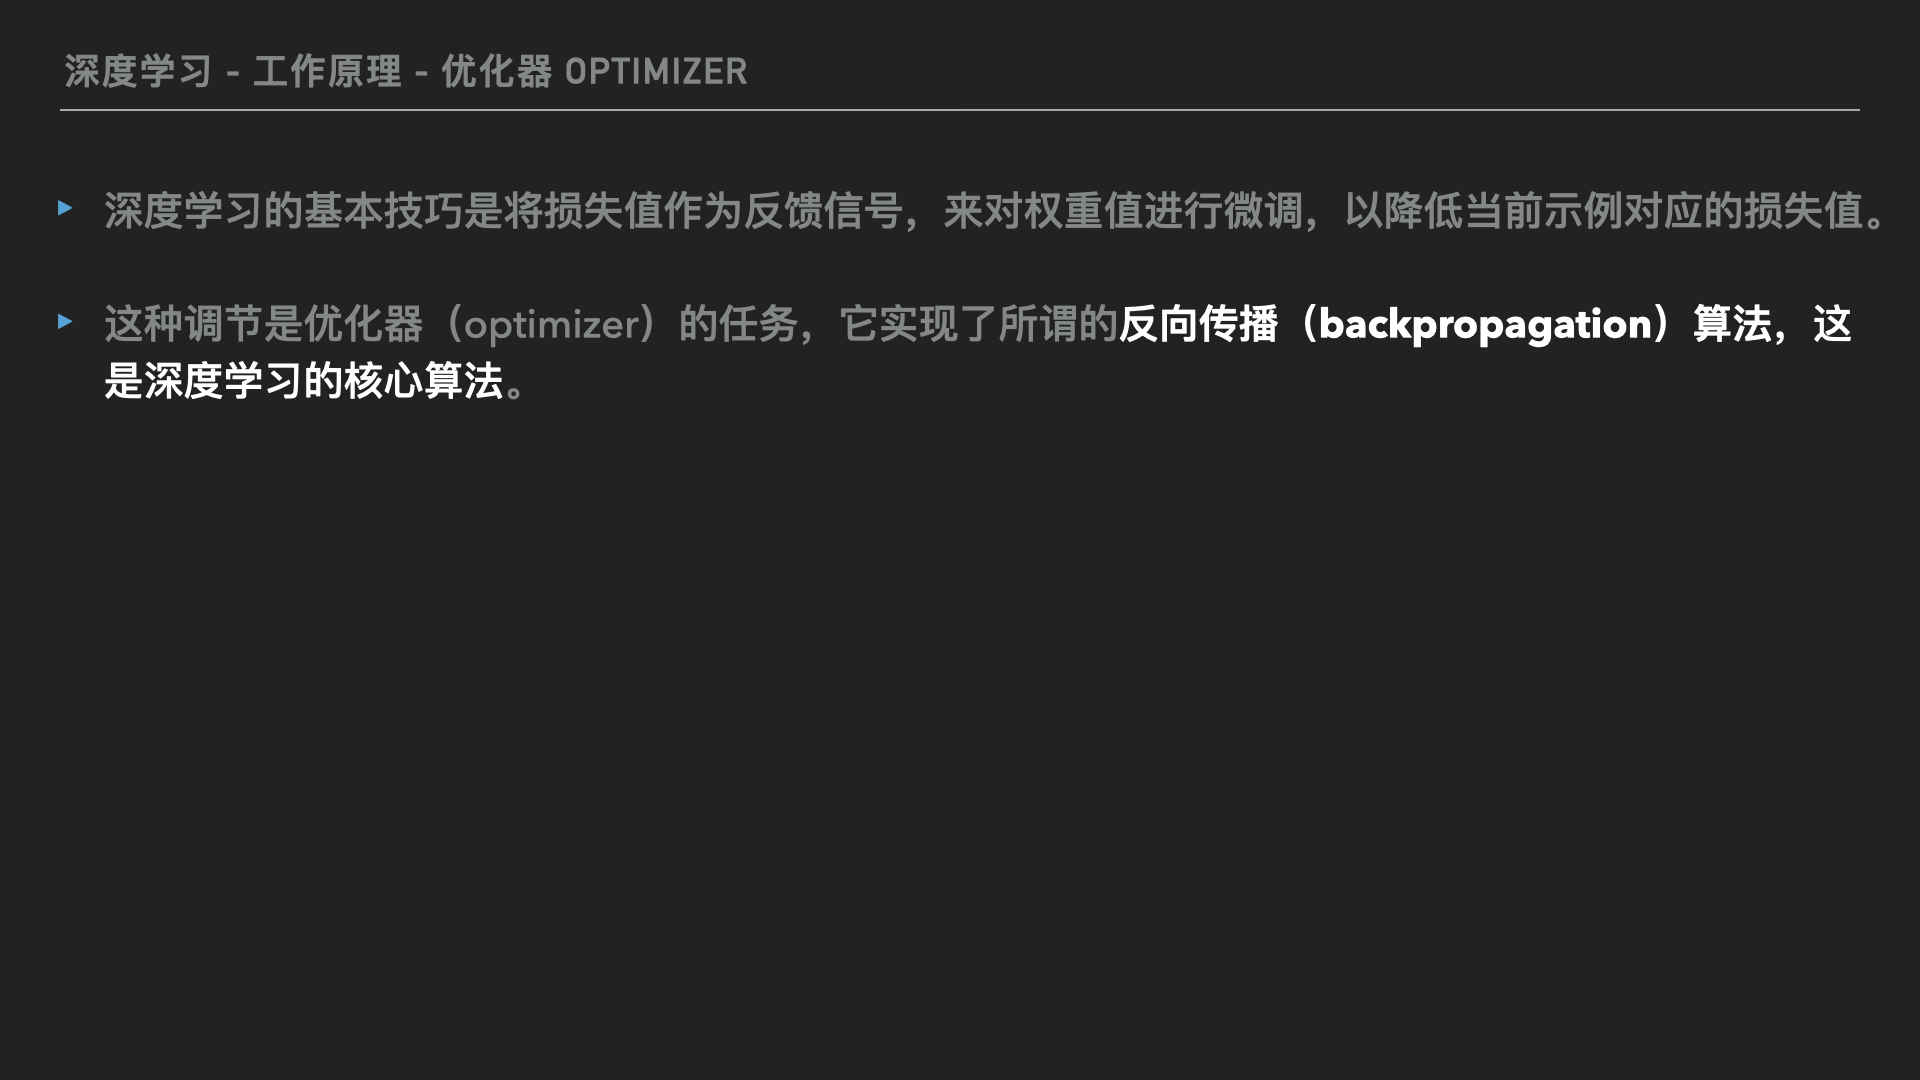 深度学习 - 工作原理 - 优化器 OPTIMIZER
▸ 深度学习的基本技巧是将损失值作为反馈信号，来对权重值进行微调，以降低当前示例对应的损失值。
▸ 这种调节是优化器（optimizer）的任务，它实现了所谓的反向传播（backpropagation）算法，这
是深度学习的核心算法。